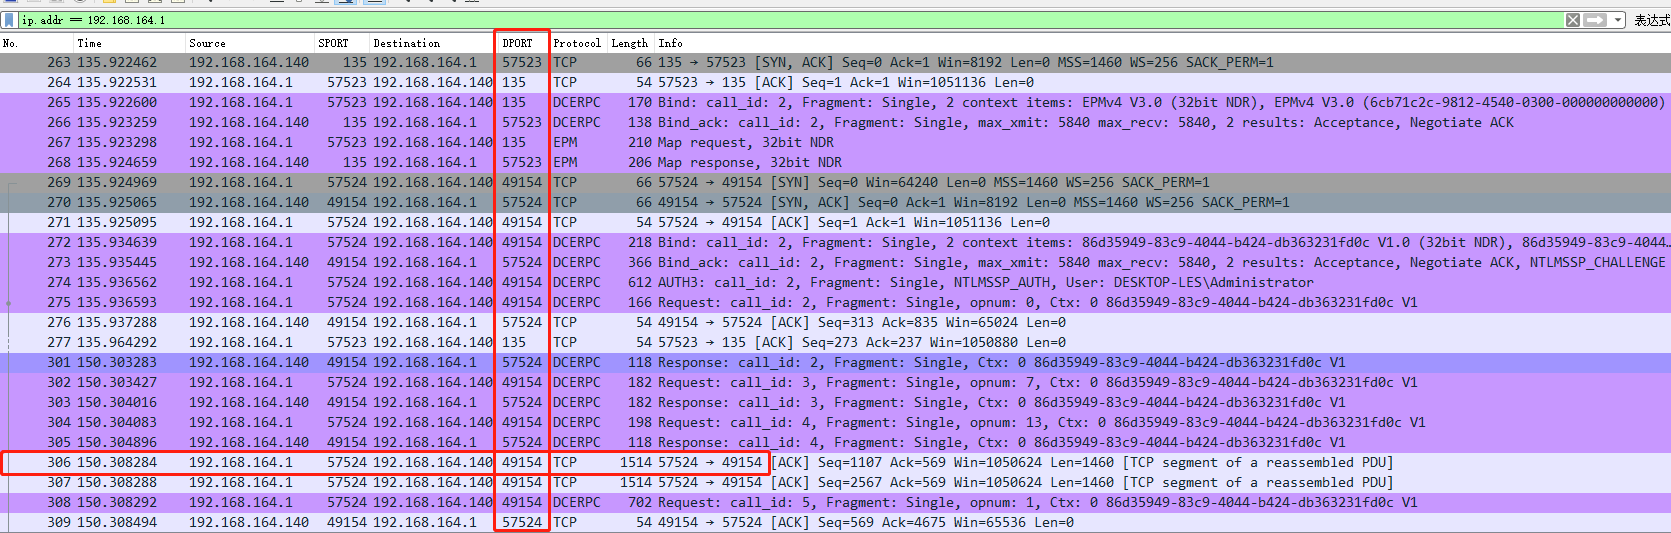 ip.addr == 192.168.164.1 表达式
No. Time Source SPORT Destination DPORT Protocol Length Info
263 135.922462 192.168.164.140 135 192.168.164.1 57523 TCP 66 135 → 57523 [SYN, ACK] Seq=0 Ack=1 Win=8192 Len=0 MSS=1460 WS=256 SACK_PERM=1
264 135.922531 192.168.164.1 57523 192.168.164.140 135 TCP 54 57523 → 135 [ACK] Seq=1 Ack=1 Win=1051136 Len=0
265 135.922600 192.168.164.1 57523 192.168.164.140 135 DCERPC 170 Bind: call_id: 2, Fragment: Single, 2 context items: EPMv4 V3.0 (32bit NDR), EPMv4 V3.0 (6cb71c2c-9812-4540-0300-000000000000)
266 135.923259 192.168.164.140 135 192.168.164.1 57523 DCERPC 138 Bind_ack: call_id: 2, Fragment: Single, max_xmit: 5840 max_recv: 5840, 2 results: Acceptance, Negotiate ACK
267 135.923298 192.168.164.1 57523 192.168.164.140 135 EPM 210 Map request, 32bit NDR
268 135.924659 192.168.164.140 135 192.168.164.1 57523 EPM 206 Map response, 32bit NDR
269 135.924969 192.168.164.1 57524 192.168.164.140 49154 TCP 66 57524 → 49154 [SYN] Seq=0 Win=64240 Len=0 MSS=1460 WS=256 SACK_PERM=1
270 135.925065 192.168.164.140 49154 192.168.164.1 57524 TCP 66 49154 → 57524 [SYN, ACK] Seq=0 Ack=1 Win=8192 Len=0 MSS=1460 WS=256 SACK_PERM=1
271 135.925095 192.168.164.1 57524 192.168.164.140 49154 TCP 54 57524 → 49154 [ACK] Seq=1 Ack=1 Win=1051136 Len=0
272 135.934639 192.168.164.1 57524 192.168.164.140 49154 DCERPC 218 Bind: call_id: 2, Fragment: Single, 2 context items: 86d35949-83c9-4044-b424-db363231fd0c V1.0 (32bit NDR), 86d35949-83c9-4044…
273 135.935445 192.168.164.140 49154 192.168.164.1 57524 DCERPC 366 Bind_ack: call_id: 2, Fragment: Single, max_xmit: 5840 max_recv: 5840, 2 results: Acceptance, Negotiate ACK, NTLMSSP_CHALLENGE
274 135.936562 192.168.164.1 57524 192.168.164.140 49154 DCERPC 612 AUTH3: call_id: 2, Fragment: Single, NTLMSSP_AUTH, User: DESKTOP-LES\Administrator
275 135.936593 192.168.164.1 57524 192.168.164.140 49154 DCERPC 166 Request: call_id: 2, Fragment: Single, opnum: 0, Ctx: 0 86d35949-83c9-4044-b424-db363231fd0c V1
276 135.937288 192.168.164.140 49154 192.168.164.1 57524 TCP 54 49154 → 57524 [ACK] Seq=313 Ack=835 Win=65024 Len=0
277 135.964292 192.168.164.1 57523 192.168.164.140 135 TCP 54 57523 → 135 [ACK] Seq=273 Ack=237 Win=1050880 Len=0
301 150.303283 192.168.164.140 49154 192.168.164.1 57524 DCERPC 118 Response: call_id: 2, Fragment: Single, Ctx: 0 86d35949-83c9-4044-b424-db363231fd0c V1
302 150.303427 192.168.164.1 57524 192.168.164.140 49154 DCERPC 182 Request: call_id: 3, Fragment: Single, opnum: 7, Ctx: 0 86d35949-83c9-4044-b424-db363231fd0c V1
303 150.304016 192.168.164.140 49154 192.168.164.1 57524 DCERPC 182 Response: call_id: 3, Fragment: Single, Ctx: 0 86d35949-83c9-4044-b424-db363231fd0c V1
304 150.304083 192.168.164.1 57524 192.168.164.140 49154 DCERPC 198 Request: call_id: 4, Fragment: Single, opnum: 13, Ctx: 0 86d35949-83c9-4044-b424-db363231fd0c V1
305 150.304896 192.168.164.140 49154 192.168.164.1 57524 DCERPC 118 Response: call_id: 4, Fragment: Single, Ctx: 0 86d35949-83c9-4044-b424-db363231fd0c V1
306 150.308284 192.168.164.1 57524 192.168.164.140 49154 TCP 1514 57524 → 49154 [ACK] Seq=1107 Ack=569 Win=1050624 Len=1460 [TCP segment of a reassembled PDU]
307 150.308288 192.168.164.1 57524 192.168.164.140 49154 TCP 1514 57524 → 49154 [ACK] Seq=2567 Ack=569 Win=1050624 Len=1460 [TCP segment of a reassembled PDU]
308 150.308292 192.168.164.1 57524 192.168.164.140 49154 DCERPC 702 Request: call_id: 5, Fragment: Single, opnum: 1, Ctx: 0 86d35949-83c9-4044-b424-db363231fd0c V1
309 150.308494 192.168.164.140 49154 192.168.164.1 57524 TCP 54 49154 → 57524 [ACK] Seq=569 Ack=4675 Win=65536 Len=0